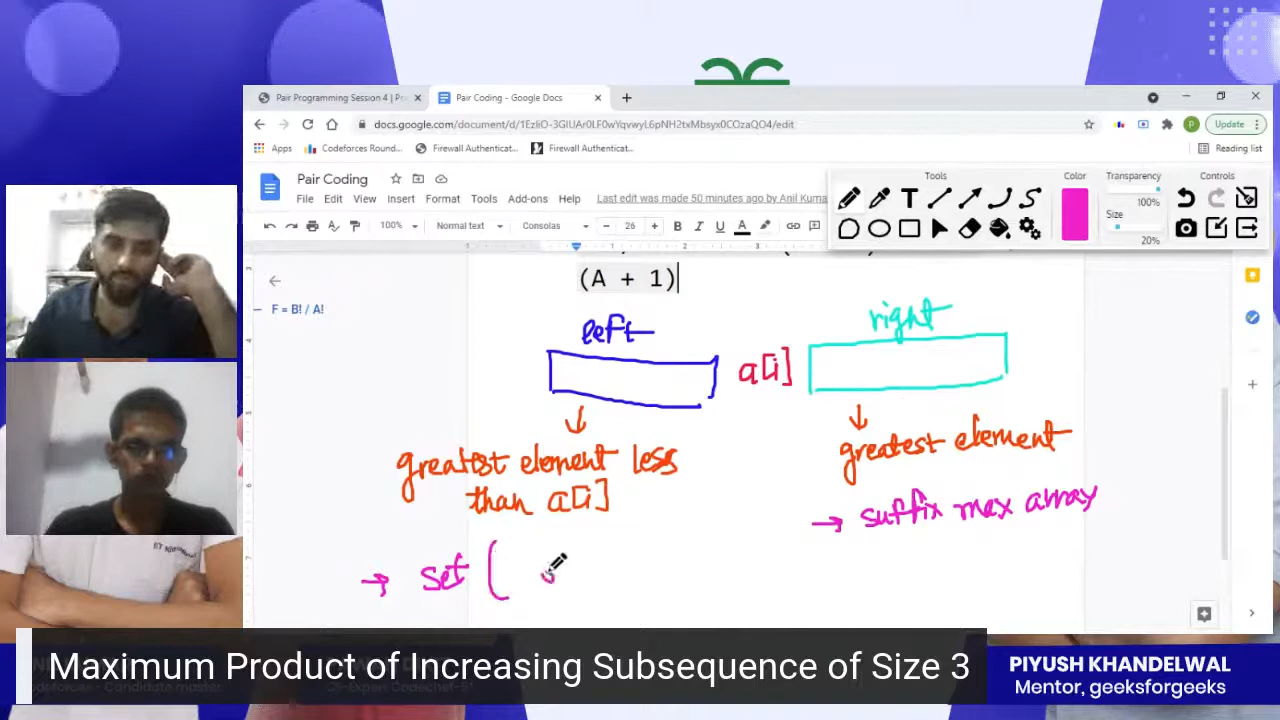 Pair Programming Session 4 | Pr
Pair Coding - Google Docs
docs.google.com/document/d/1EzliO-3GlUAr0LF0wYqvwyL6pNH2txMbsyx0COzaQO4/edit
Update
Apps
Codeforces Round...
Firewall Authenticat...
Firewall Authenticat...
Reading list
Pair Coding
File Edit View Insert Format Tools Add-ons Help
Last edit was made 50 minutes ago by Anil Kuma
Tools
Color
Transparency
Controls
100%
Size
20%
100%
Normal text
Consolas
26
B I U A
(A + 1)
F = B! / A!
left
right
a[i]
greatest element less
than a[i]
greatest element
→ suffix max array
→ set (
Maximum Product of Increasing Subsequence of Size 3
PIYUSH KHANDELWAL
Mentor, geeksforgeeks